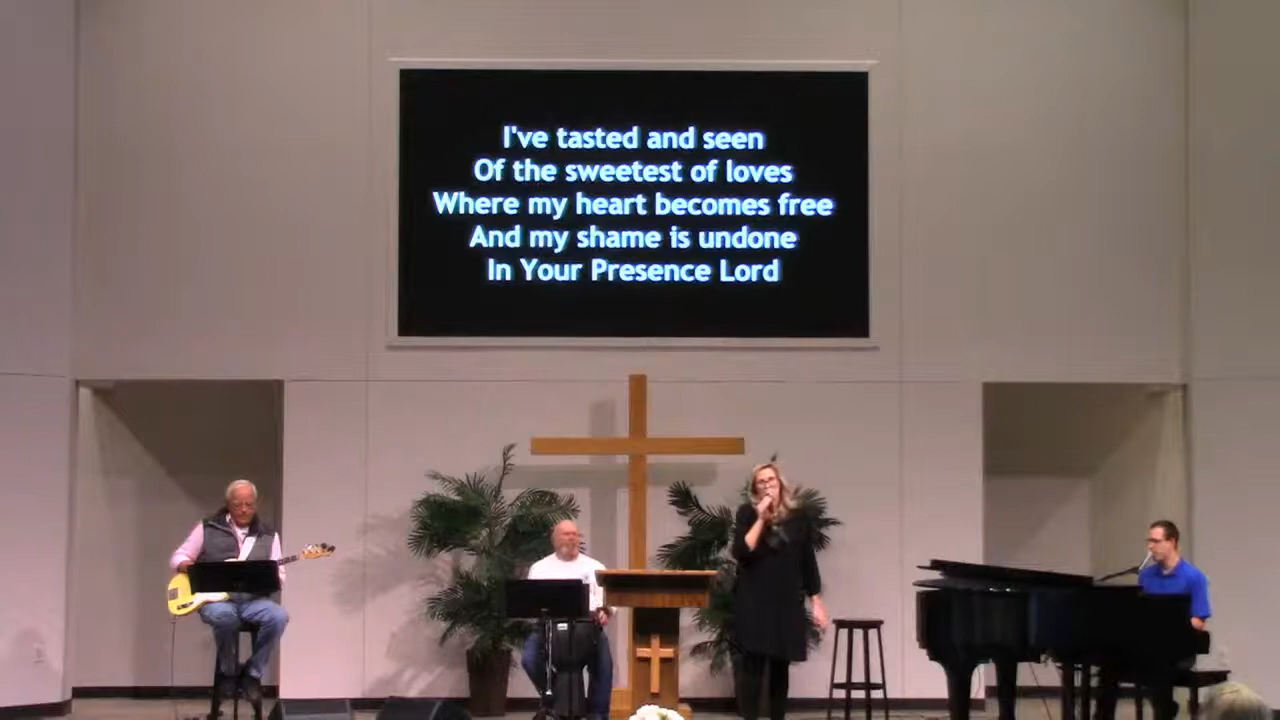 I've tasted and seen
Of the sweetest of loves
Where my heart becomes free
And my shame is undone
In Your Presence Lord